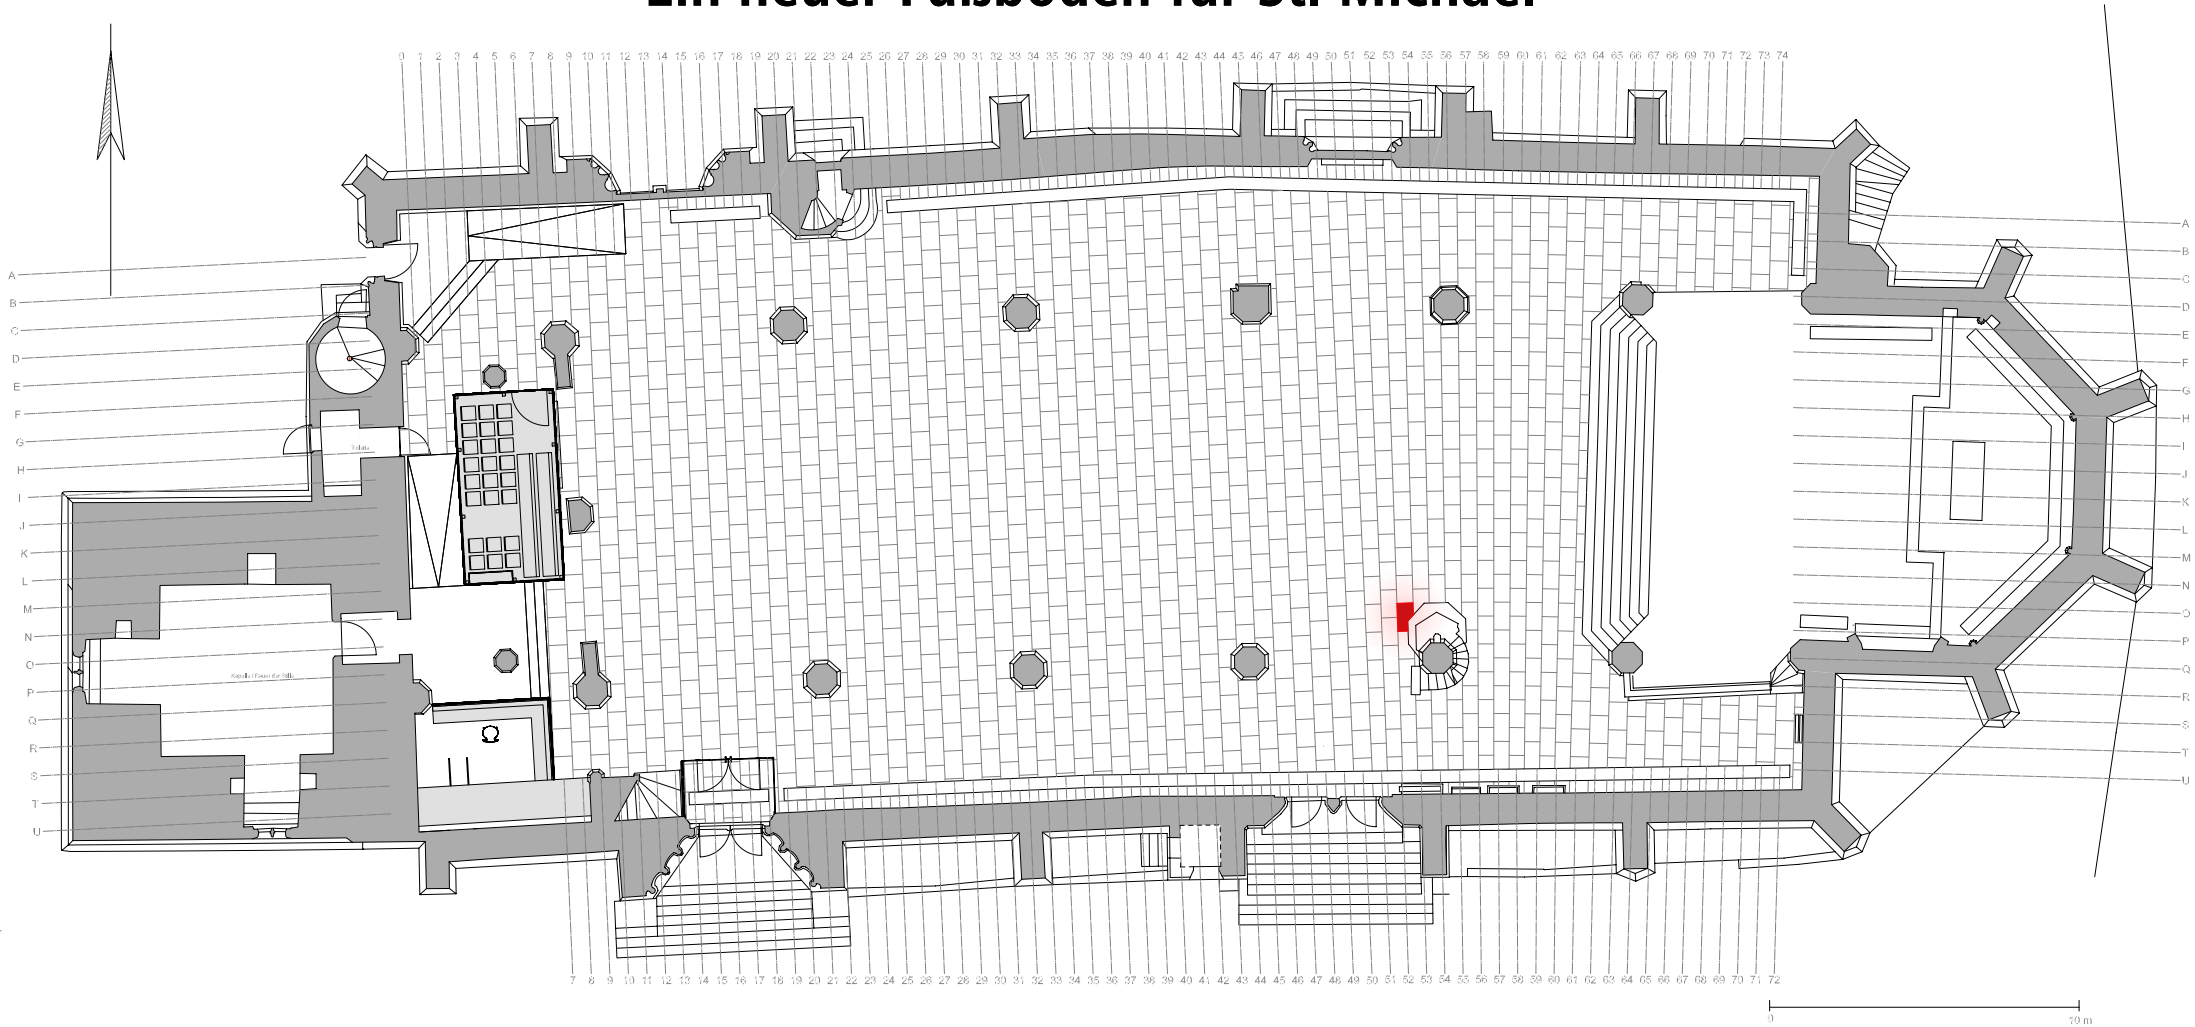 Ein neuer Fußboden für St. Michael
0 1 2 3 4 5 6 7 8 9 10 11 12 13 14 15 16 17 18 19 20 21 22 23 24 25 26 27 28 29 30 31 32 33 34 35 36 37 38 39 40 41 42 43 44 45 46 47 48 49 50 51 52 53 54 55 56 57 58 59 60 61 62 63 64 65 66 67 68 69 70 71 72 73 74
A
B
C
D
E
F
G
H
I
J
K
L
M
N
O
P
Q
R
S
T
U
Kapelle / Raum der Stille
A
B
C
D
E
F
G
H
I
J
K
L
M
N
O
P
Q
R
S
T
U
7 8 9 10 11 12 13 14 15 16 17 18 19 20 21 22 23 24 25 26 27 28 29 30 31 32 33 34 35 36 37 38 39 40 41 42 43 44 45 46 47 48 49 50 51 52 53 54 55 56 57 58 59 60 61 62 63 64 65 66 67 68 69 70 71 72
0 10 m